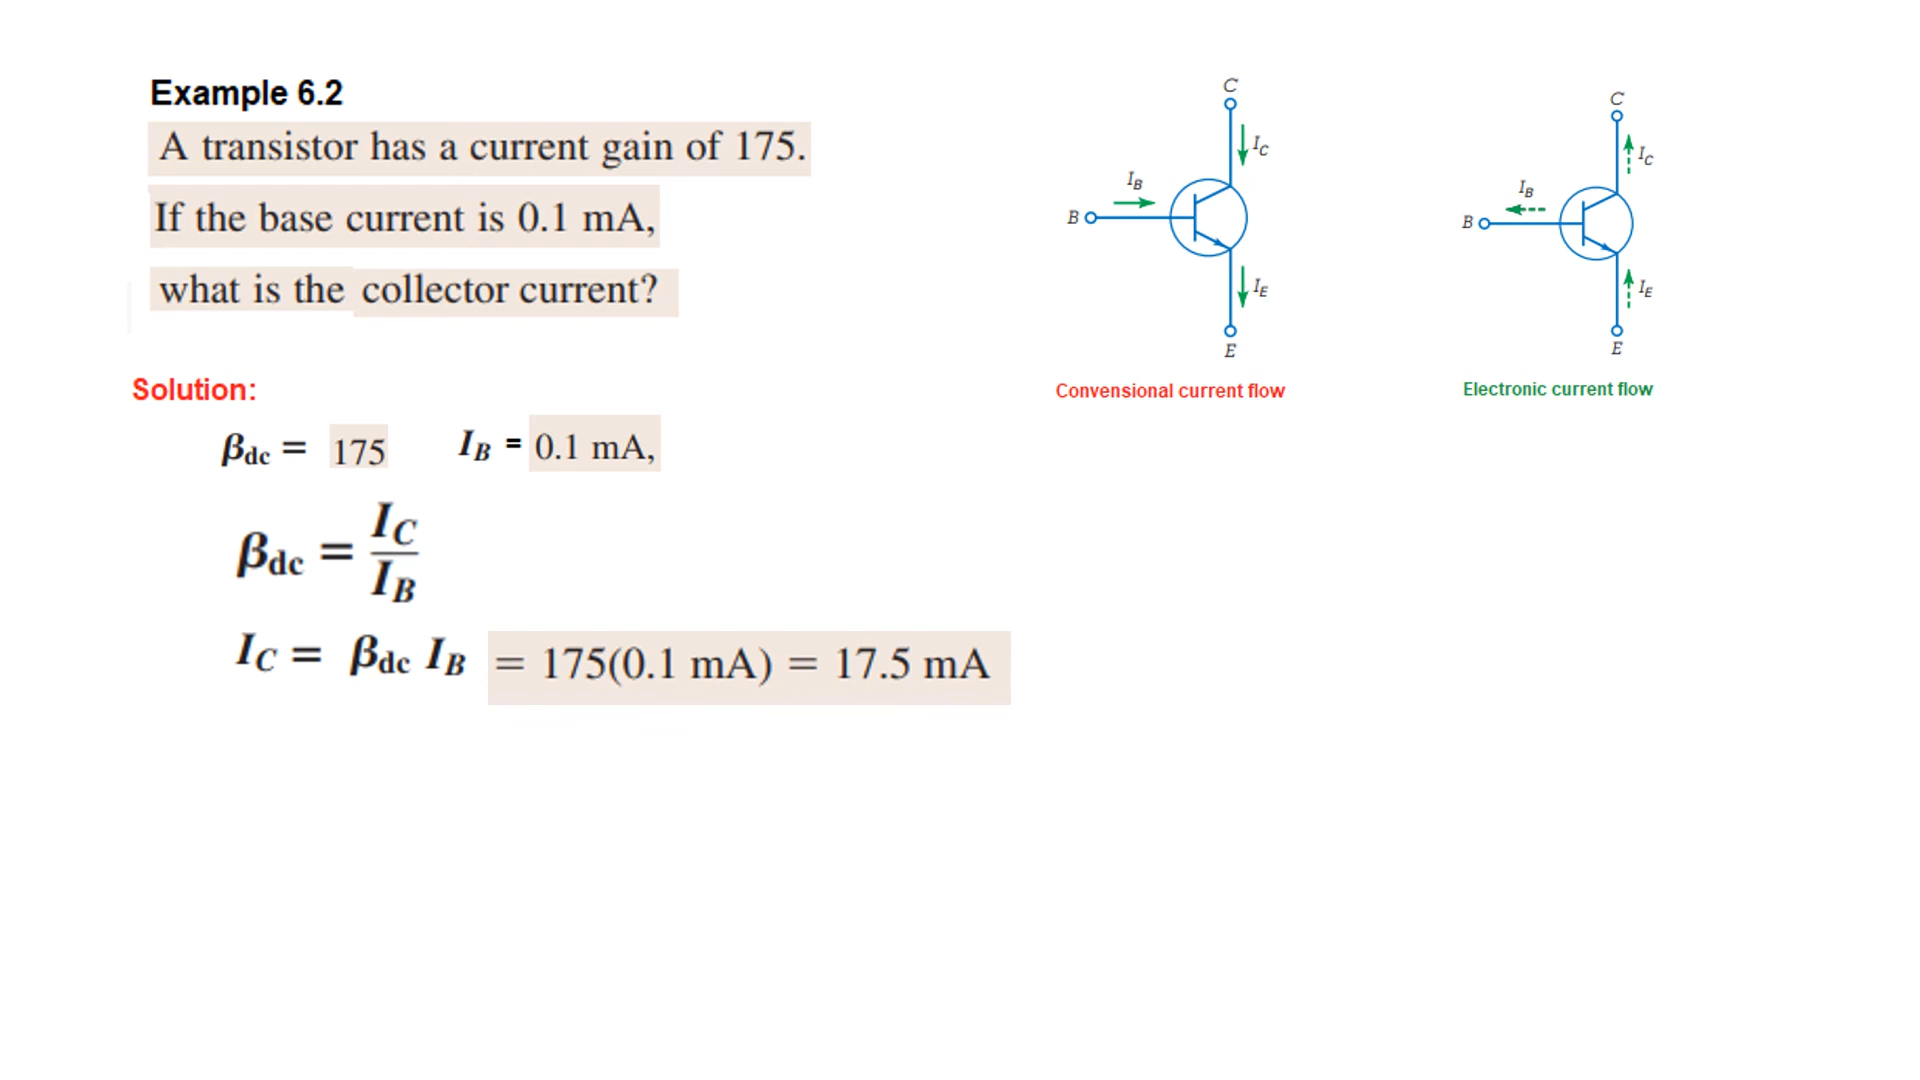 Example 6.2
A transistor has a current gain of 175.
If the base current is 0.1 mA,
what is the collector current?
Solution:
βdc = 175 IB = 0.1 mA,
βdc = IC / IB
IC = βdc IB = 175(0.1 mA) = 17.5 mA
C
IC
IB
B
IE
E
Convensional current flow
C
IC
IB
B
IE
E
Electronic current flow